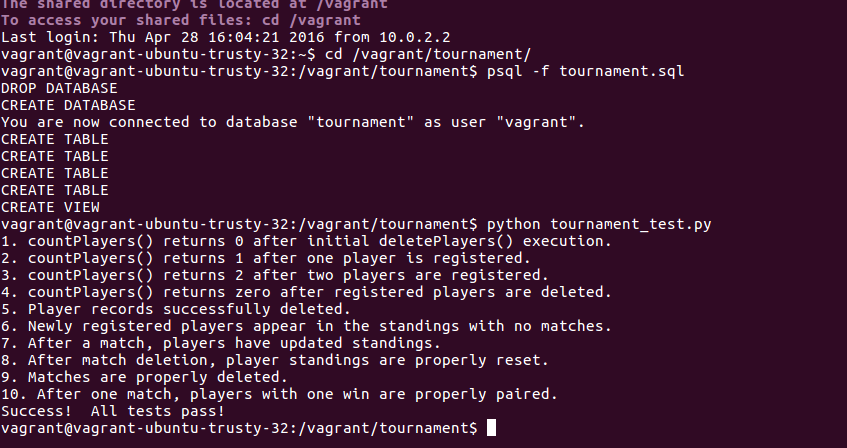 The shared directory is located at /vagrant
To access your shared files: cd /vagrant
Last login: Thu Apr 28 16:04:21 2016 from 10.0.2.2
vagrant@vagrant-ubuntu-trusty-32:~$ cd /vagrant/tournament/
vagrant@vagrant-ubuntu-trusty-32:/vagrant/tournament$ psql -f tournament.sql
DROP DATABASE
CREATE DATABASE
You are now connected to database "tournament" as user "vagrant".
CREATE TABLE
CREATE TABLE
CREATE TABLE
CREATE TABLE
CREATE VIEW
vagrant@vagrant-ubuntu-trusty-32:/vagrant/tournament$ python tournament_test.py
1. countPlayers() returns 0 after initial deletePlayers() execution.
2. countPlayers() returns 1 after one player is registered.
3. countPlayers() returns 2 after two players are registered.
4. countPlayers() returns zero after registered players are deleted.
5. Player records successfully deleted.
6. Newly registered players appear in the standings with no matches.
7. After a match, players have updated standings.
8. After match deletion, player standings are properly reset.
9. Matches are properly deleted.
10. After one match, players with one win are properly paired.
Success!  All tests pass!
vagrant@vagrant-ubuntu-trusty-32:/vagrant/tournament$